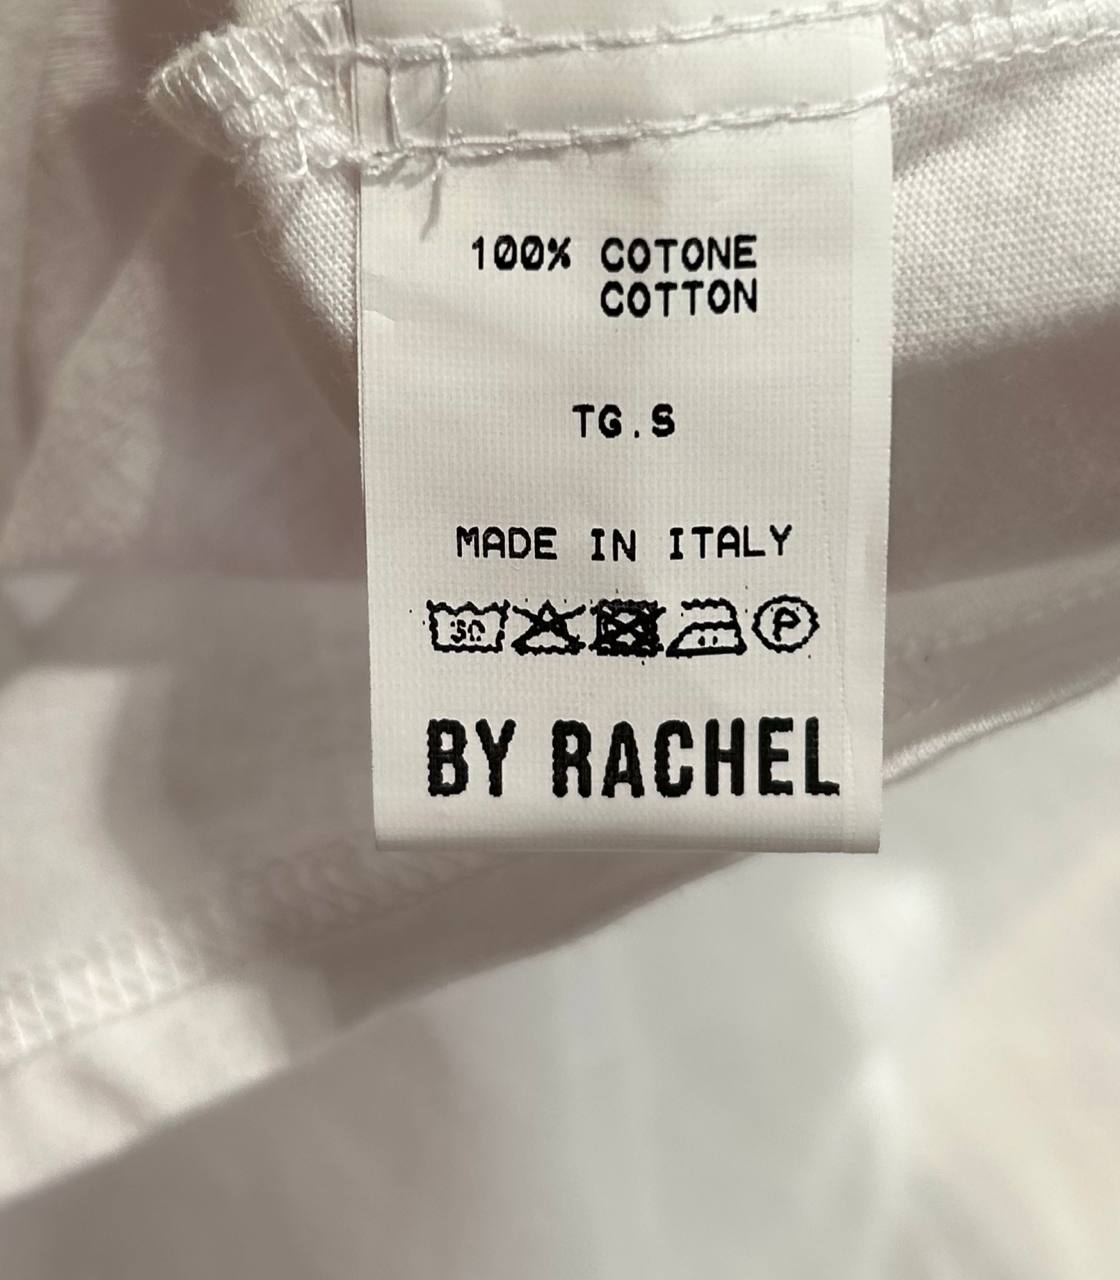 100% COTONE
COTTON
TG.S
MADE IN ITALY
30 P
BY RACHEL